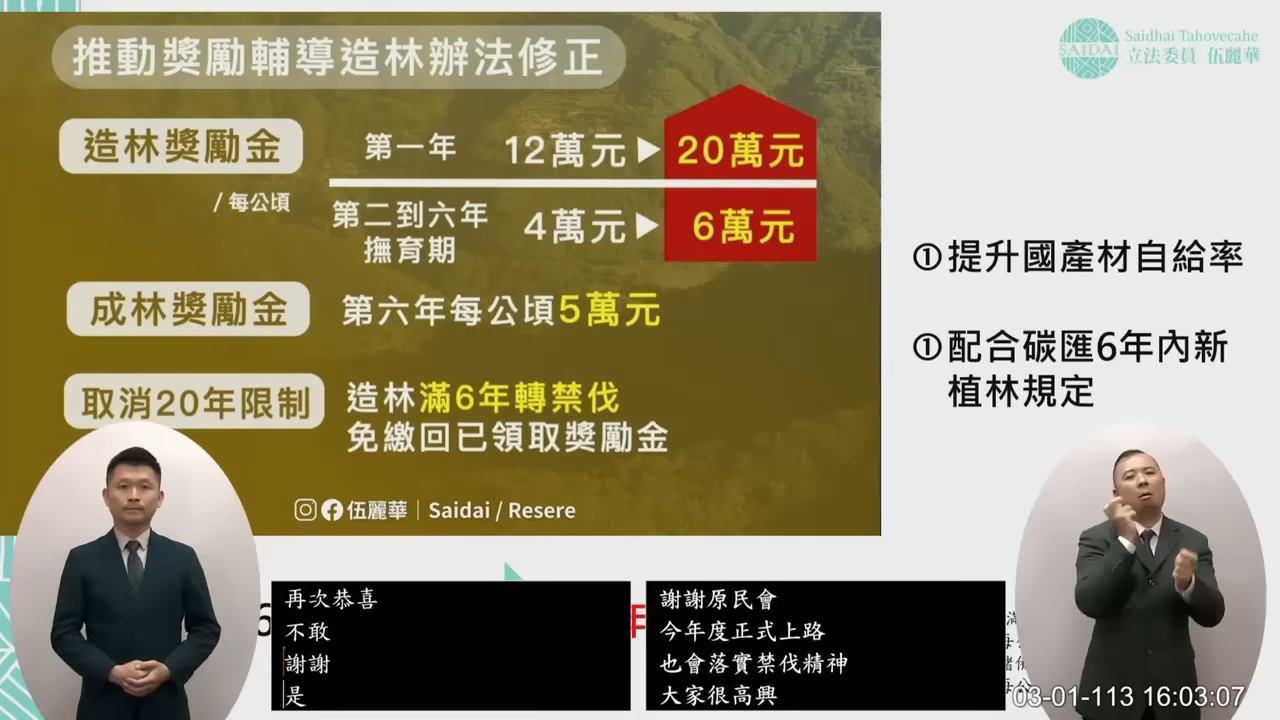 推動獎勵輔導造林辦法修正
Saidhai Tahovecahe
SAIDAI
立法委員 伍麗華
造林獎勵金
/ 每公頃
第一年 12萬元 ▶ 20萬元
第二到六年
撫育期
4萬元 ▶ 6萬元
成林獎勵金 第六年每公頃5萬元
取消20年限制 造林滿6年轉禁伐
免繳回已領取獎勵金
伍麗華｜Saidai / Resere
①提升國產材自給率
①配合碳匯6年內新
植林規定
再次恭喜
不敢
謝謝
是
謝謝原民會
今年度正式上路
也會落實禁伐精神
大家很高興
03-01-113 16:03:07